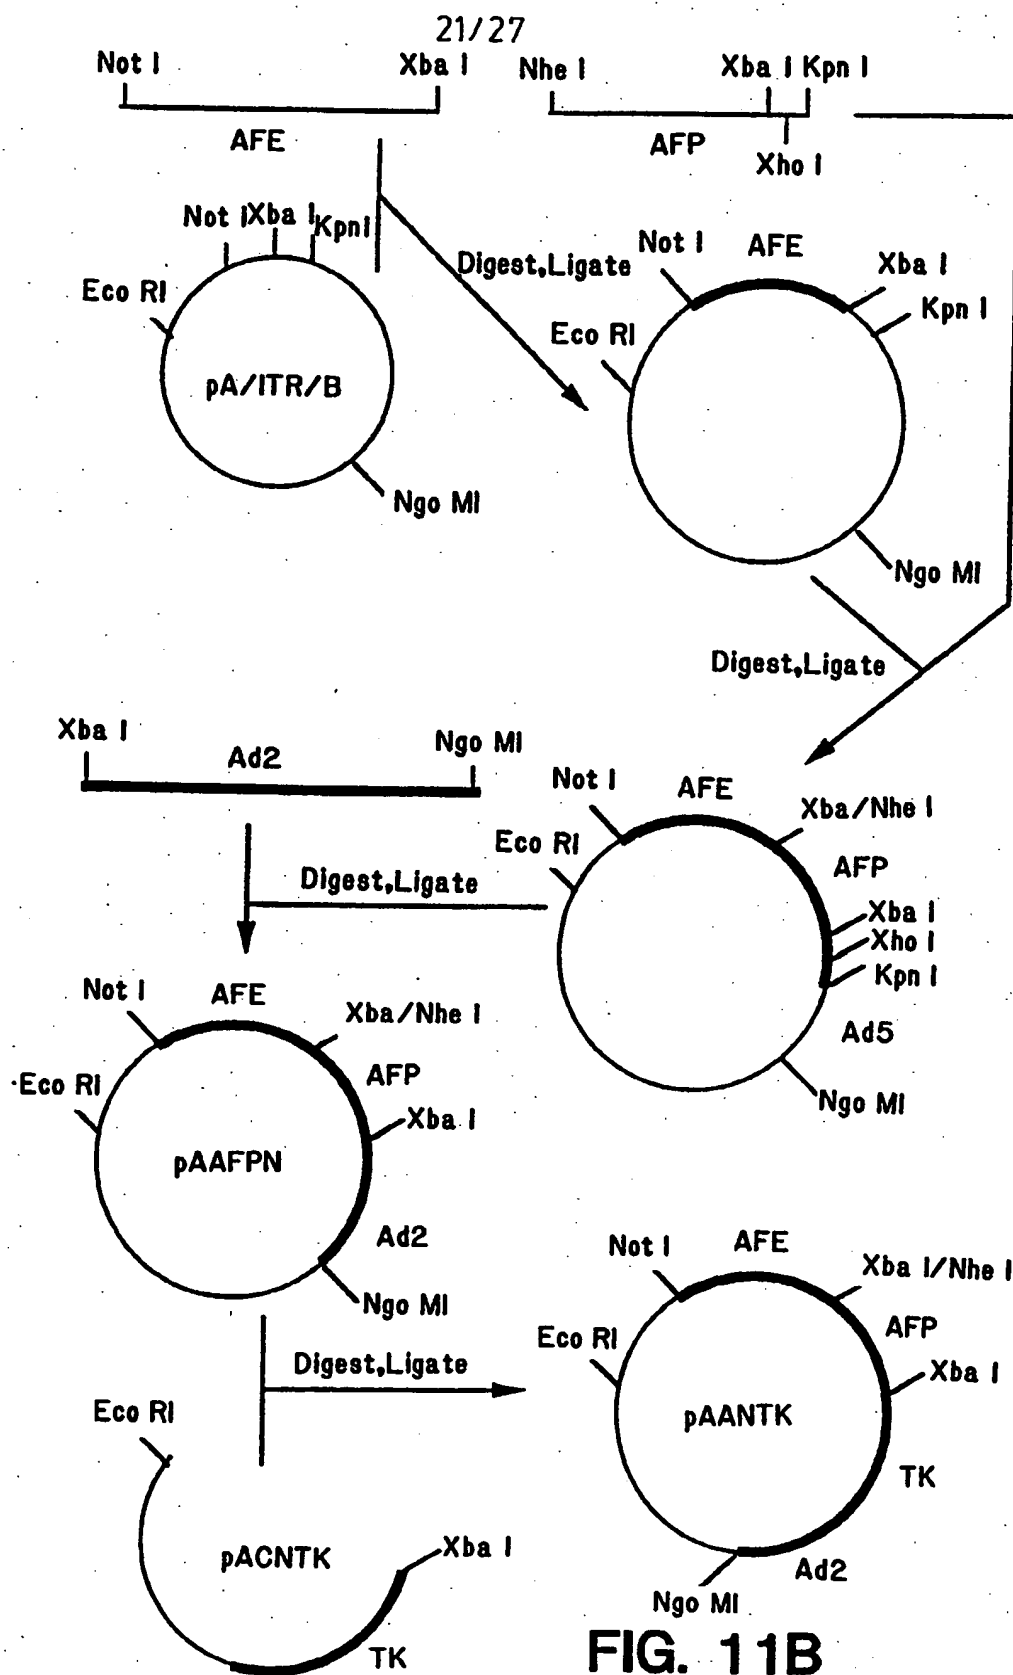 21/27
Not I Xba I Nhe I Xba I Kpn I
AFE AFP Xho I
Not I Xba I Kpn I
Eco RI
pA/ITR/B
Ngo MI
Digest,Ligate
Not I AFE Xba I
Kpn I
Eco RI
Ngo MI
Digest,Ligate
Xba I Ad2 Ngo MI
Digest,Ligate
Not I AFE Xba/Nhe I
Eco RI AFP
Xba I
Xho I
Kpn I
Ad5
Ngo MI
Not I AFE Xba/Nhe I
Eco RI AFP
Xba I
pAAFPN
Ad2
Ngo MI
Digest,Ligate
Eco RI
pACNTK
Xba I
TK
Not I AFE Xba I/Nhe I
Eco RI AFP
Xba I
pAANTK
TK
Ad2
Ngo MI
FIG. 11B